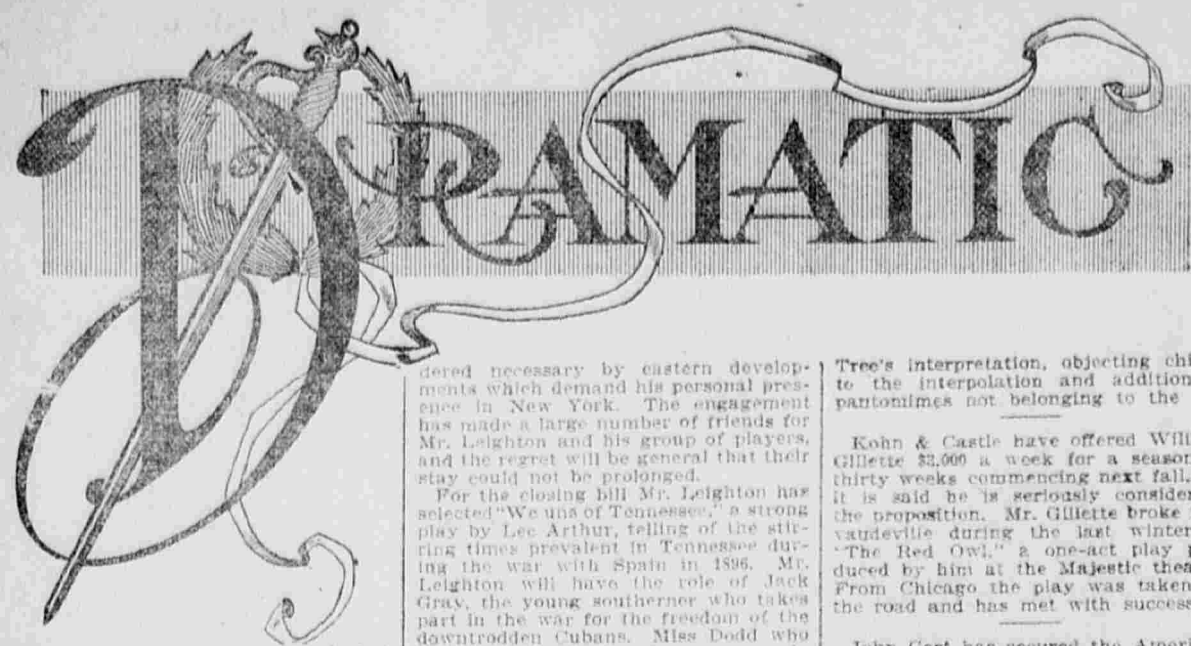 DRAMATIC
dered necessary by eastern develop-
ments which demand his personal pres-
ence in New York. The engagement
has made a large number of friends for
Mr. Leighton and his group of players,
and the regret will be general that their
stay could not be prolonged.
For the closing bill Mr. Leighton has
selected "We uns of Tennessee," a strong
play by Lee Arthur, telling of the stir-
ring times prevalent in Tennessee dur-
ing the war with Spain in 1896. Mr.
Leighton will have the role of Jack
Gray, the young southerner who takes
part in the war for the freedom of the
downtrodden Cubans. Miss Dodd who
Tree's interpretation, objecting chi
to the interpolation and addition
pantomimes not belonging to the
Kohn & Castle have offered Willi
Gillette $3,000 a week for a season
thirty weeks commencing next fall.
it is said he is seriously consider
the proposition. Mr. Gillette broke
vaudeville during the last winter
"The Red Owl," a one-act play p
duced by him at the Majestic thea
From Chicago the play was taken
the road and has met with success
John Cort has secured the Ameri